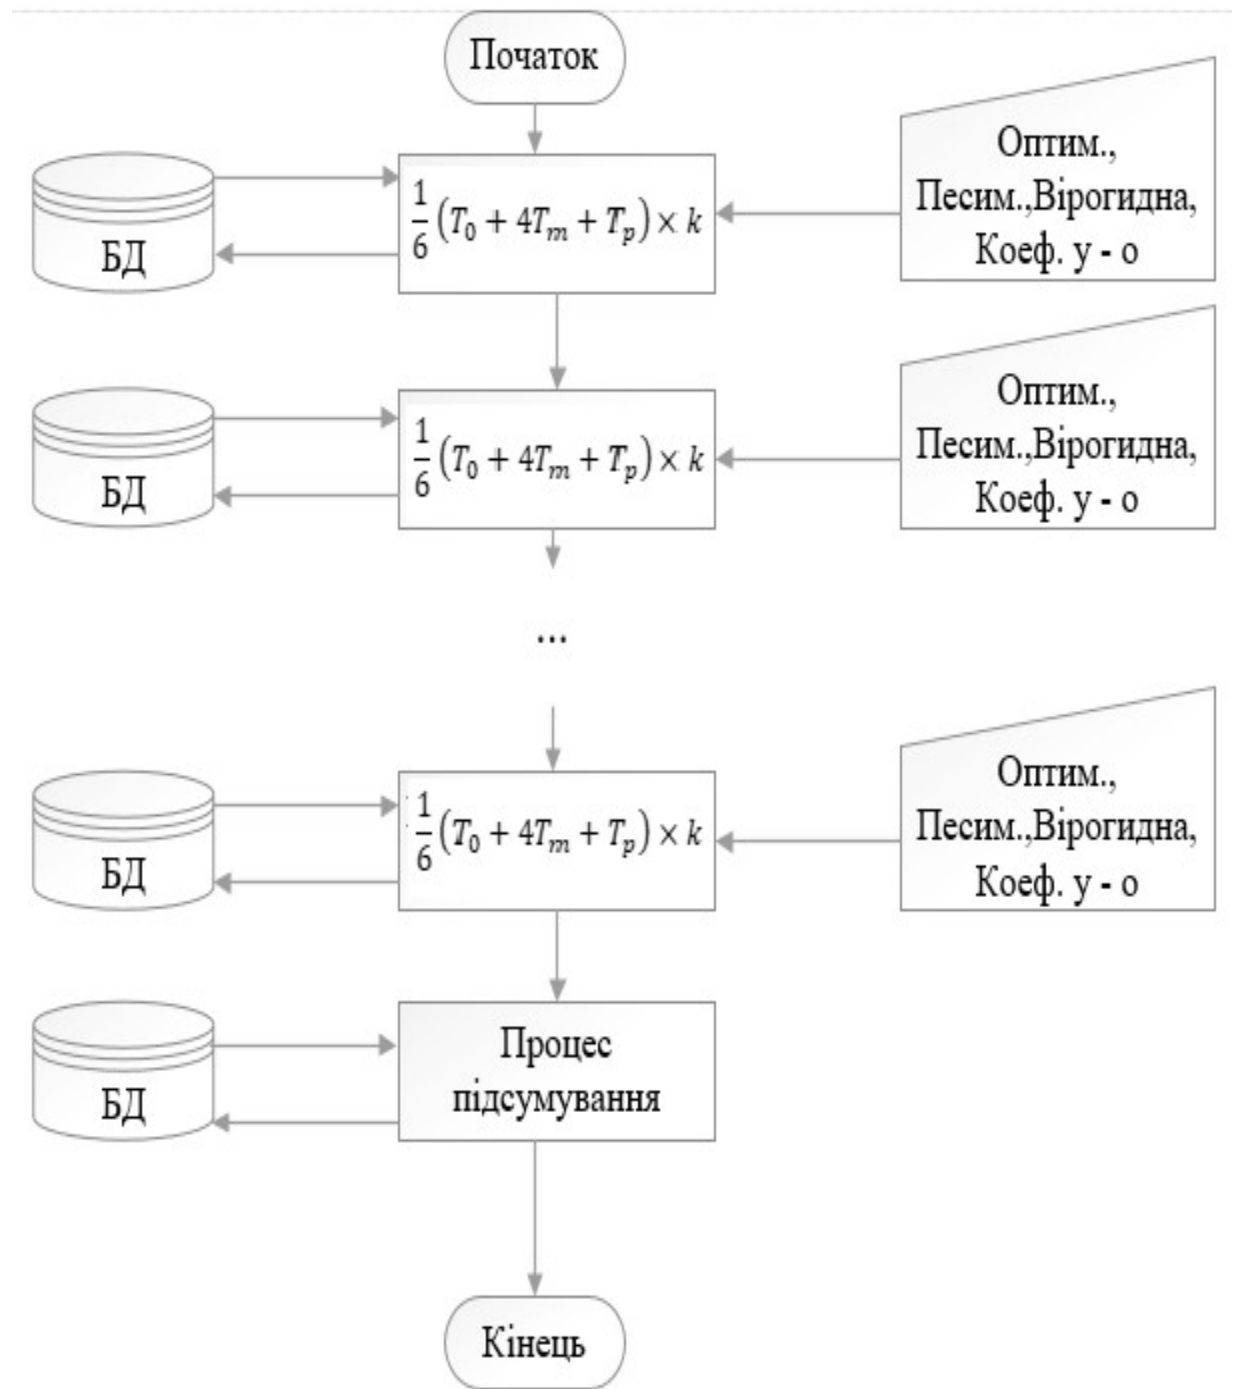 Початок
Оптим.,
Песим.,Вірогидна,
Коеф. у - о
БД
1/6 (T₀ + 4Tₘ + Tₚ) × k
Оптим.,
Песим.,Вірогидна,
Коеф. у - о
БД
1/6 (T₀ + 4Tₘ + Tₚ) × k
...
Оптим.,
Песим.,Вірогидна,
Коеф. у - о
БД
1/6 (T₀ + 4Tₘ + Tₚ) × k
БД
Процес
підсумування
Кінець